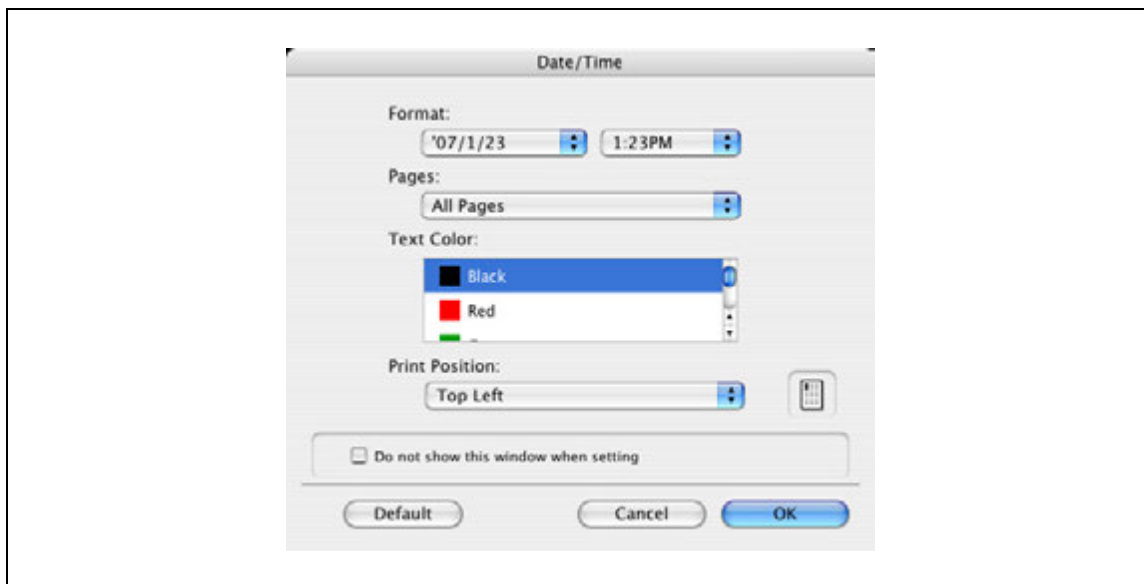 Date/Time
Format:
'07/1/23 1:23PM
Pages:
All Pages
Text Color:
Black
Red
Print Position:
Top Left
Do not show this window when setting
Default Cancel OK